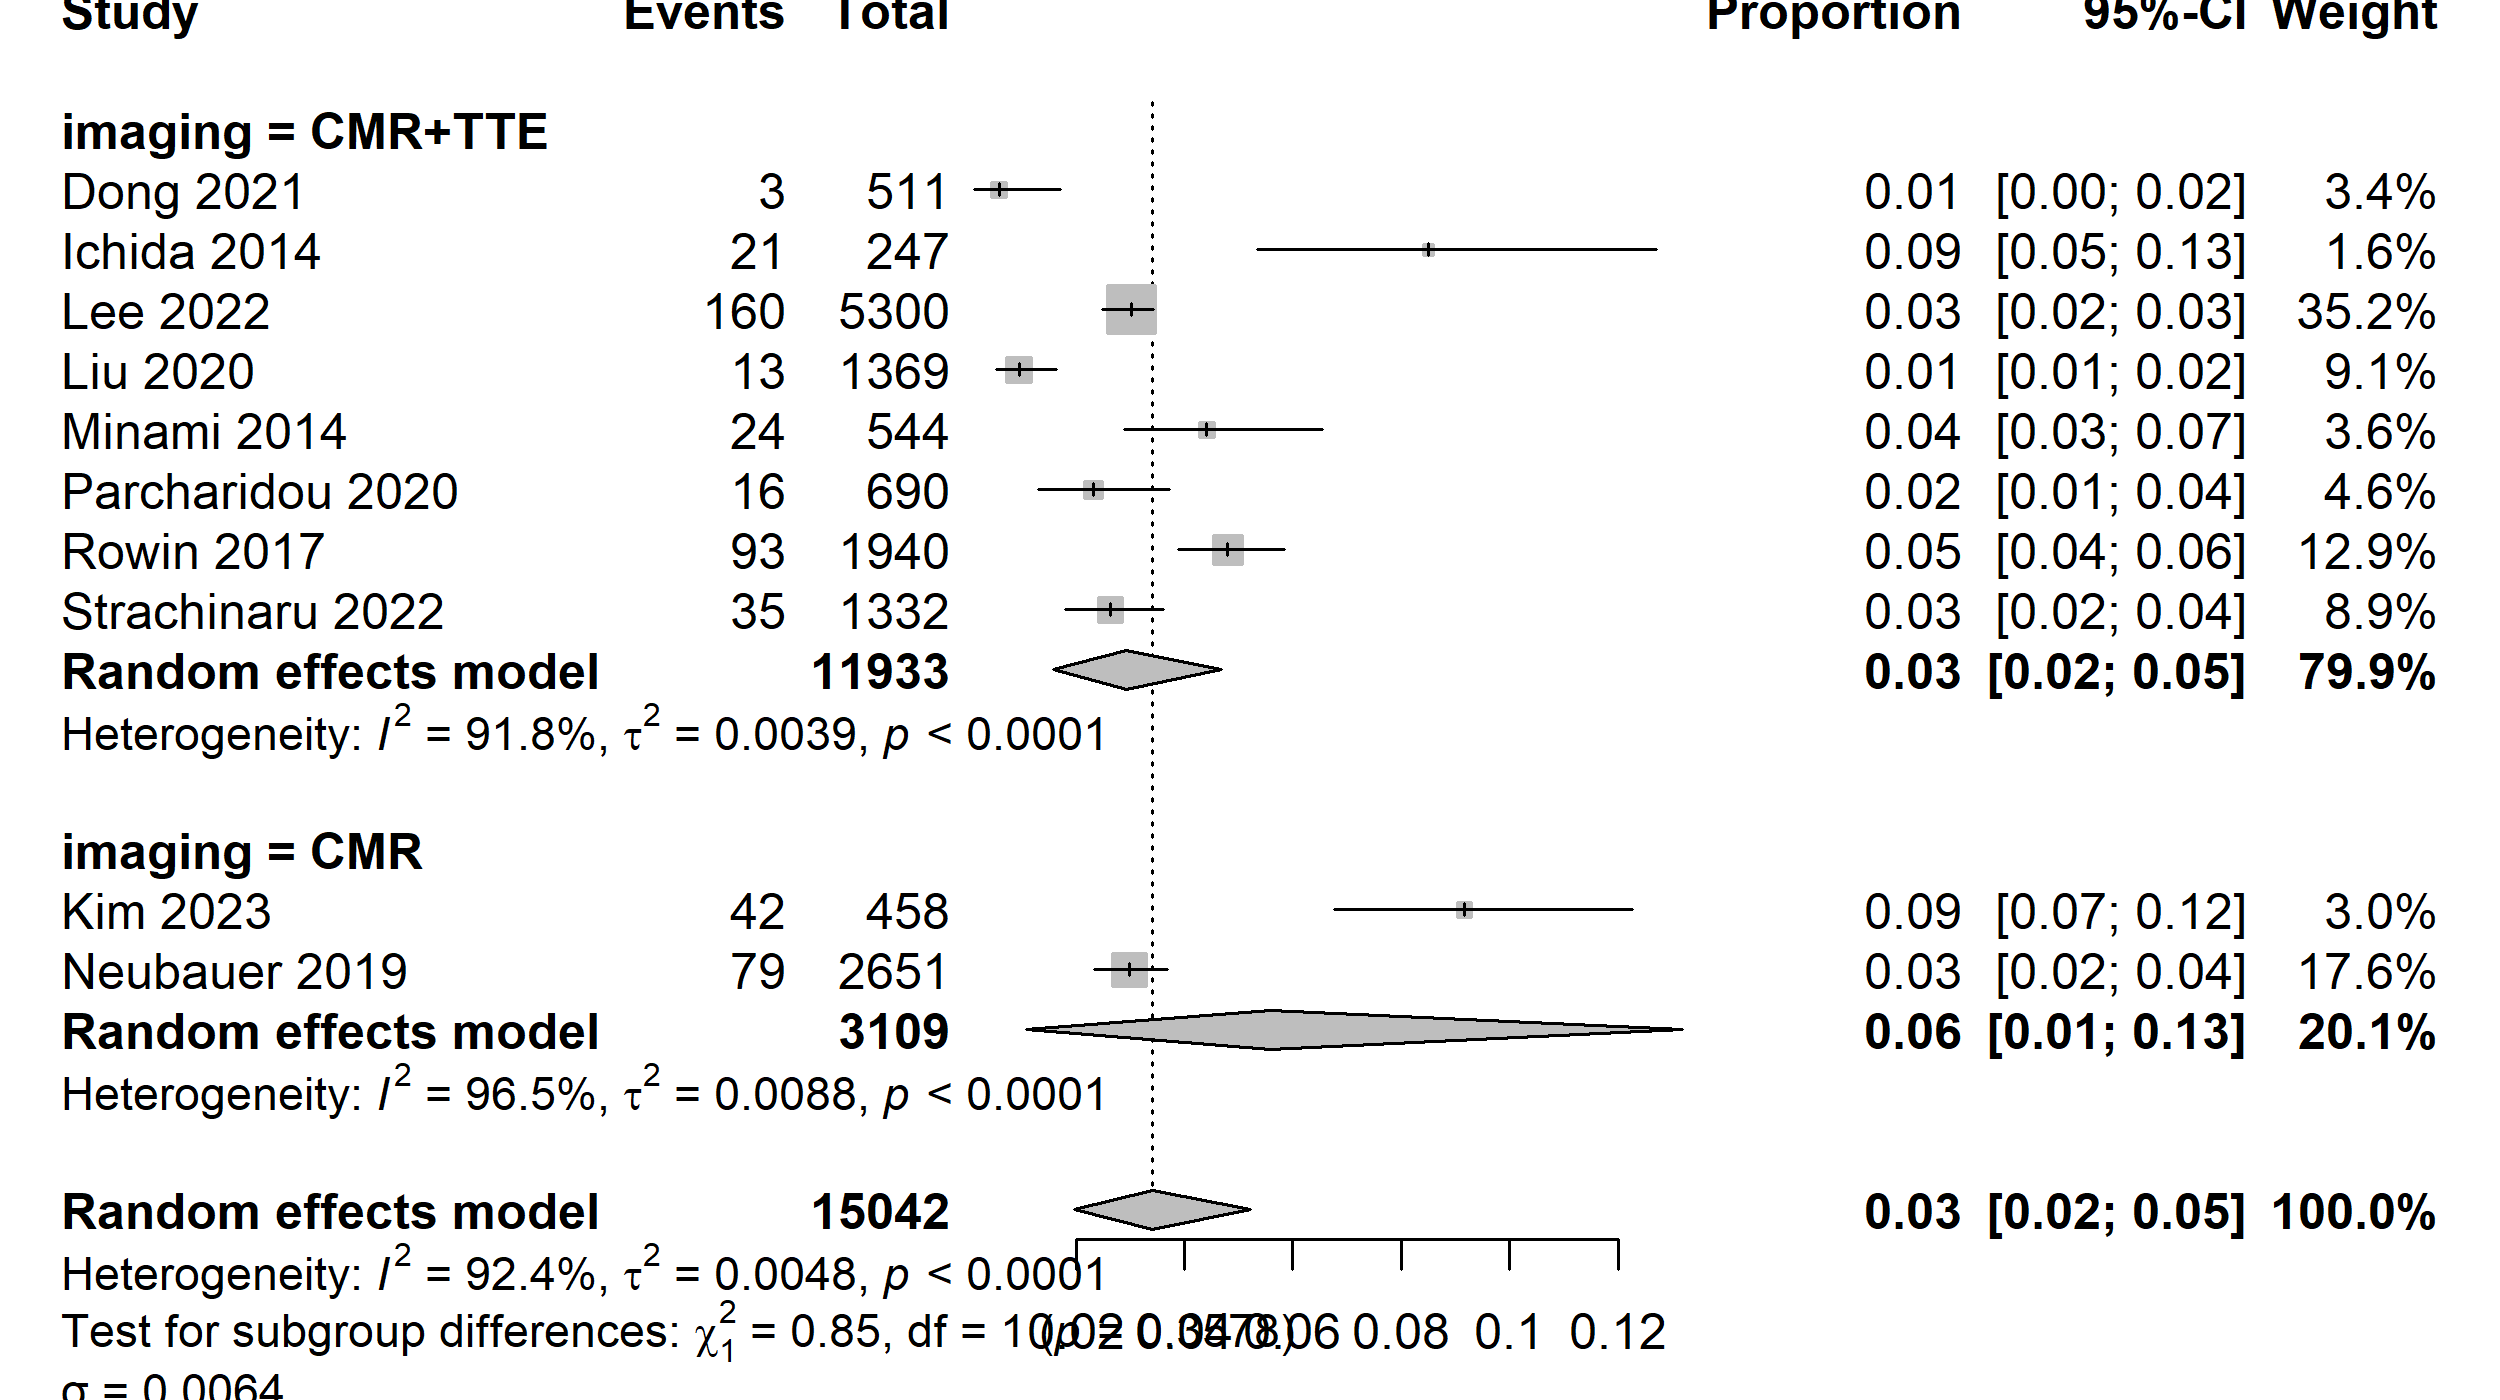 Study Events Total Proportion 95%-CI Weight
imaging = CMR+TTE
Dong 2021 3 511 0.01 [0.00; 0.02] 3.4%
Ichida 2014 21 247 0.09 [0.05; 0.13] 1.6%
Lee 2022 160 5300 0.03 [0.02; 0.03] 35.2%
Liu 2020 13 1369 0.01 [0.01; 0.02] 9.1%
Minami 2014 24 544 0.04 [0.03; 0.07] 3.6%
Parcharidou 2020 16 690 0.02 [0.01; 0.04] 4.6%
Rowin 2017 93 1940 0.05 [0.04; 0.06] 12.9%
Strachinaru 2022 35 1332 0.03 [0.02; 0.04] 8.9%
Random effects model 11933 0.03 [0.02; 0.05] 79.9%
Heterogeneity: I² = 91.8%, τ² = 0.0039, p < 0.0001
imaging = CMR
Kim 2023 42 458 0.09 [0.07; 0.12] 3.0%
Neubauer 2019 79 2651 0.03 [0.02; 0.04] 17.6%
Random effects model 3109 0.06 [0.01; 0.13] 20.1%
Heterogeneity: I² = 96.5%, τ² = 0.0088, p < 0.0001
Random effects model 15042 0.03 [0.02; 0.05] 100.0%
Heterogeneity: I² = 92.4%, τ² = 0.0048, p < 0.0001
Test for subgroup differences: χ²₁ = 0.85, df = 1 (p = 0.02 0.04 0.06 0.08 0.1 0.12
σ = 0.0064